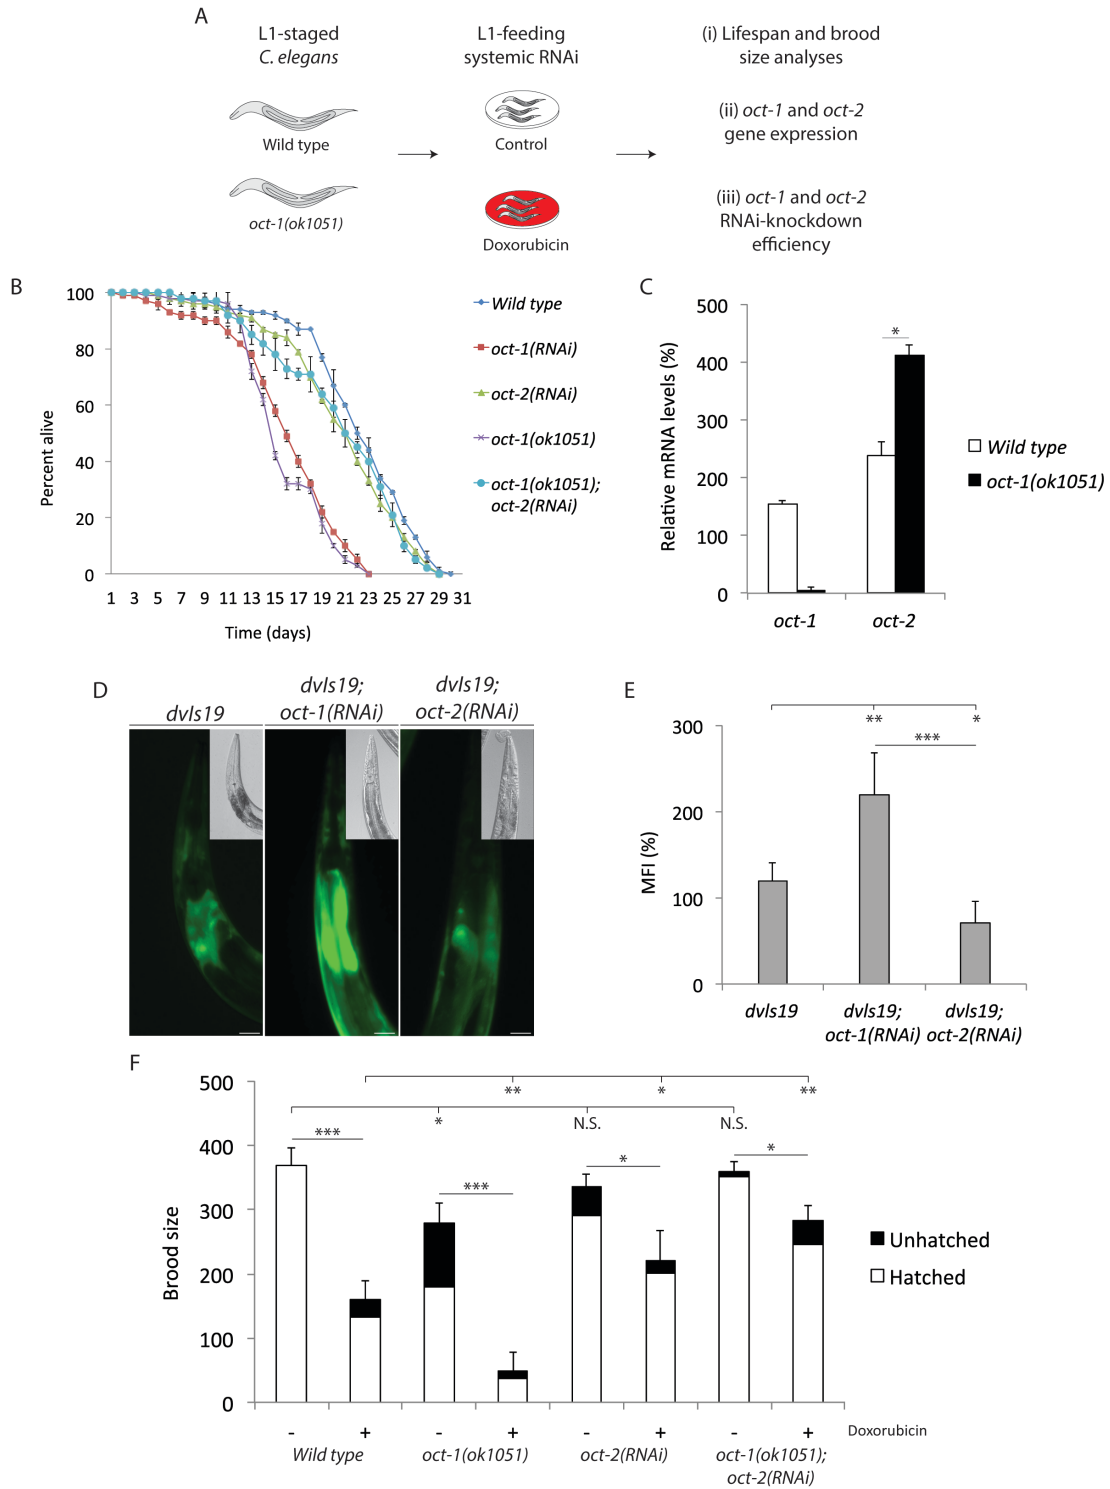 A
L1-staged
C. elegans
L1-feeding
systemic RNAi
(i) Lifespan and brood
size analyses
Wild type
Control
(ii) oct-1 and oct-2
gene expression
oct-1(ok1051)
Doxorubicin
(iii) oct-1 and oct-2
RNAi-knockdown
efficiency
B
Percent alive
100
80
60
40
20
0
1 3 5 7 9 11 13 15 17 19 21 23 25 27 29 31
Time (days)
Wild type
oct-1(RNAi)
oct-2(RNAi)
oct-1(ok1051)
oct-1(ok1051);
oct-2(RNAi)
C
Relative mRNA levels (%)
500
400
300
200
100
0
*
oct-1 oct-2
Wild type
oct-1(ok1051)
D
dvIs19
dvIs19;
oct-1(RNAi)
dvIs19;
oct-2(RNAi)
E
MFI (%)
300
200
100
0
** *
***
dvIs19
dvIs19;
oct-1(RNAi)
dvIs19;
oct-2(RNAi)
F
Brood size
500
400
300
200
100
0
** * **
* N.S. N.S.
*** *** * *
Unhatched
Hatched
- + - + - + - + Doxorubicin
Wild type
oct-1(ok1051)
oct-2(RNAi)
oct-1(ok1051);
oct-2(RNAi)